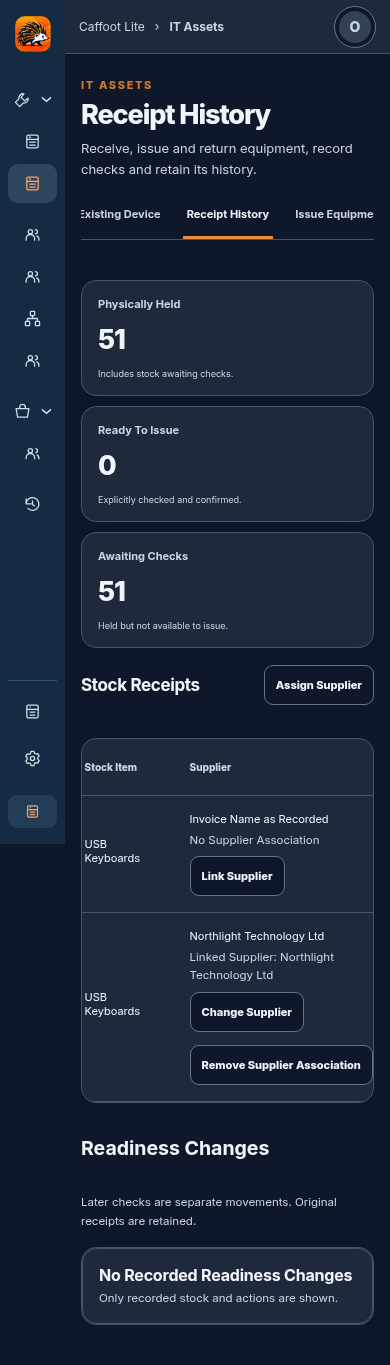 Caffoot Lite › IT Assets
O
IT ASSETS
Receipt History
Receive, issue and return equipment, record
checks and retain its history.
Existing Device
Receipt History
Issue Equipme
Physically Held
51
Includes stock awaiting checks.
Ready To Issue
0
Explicitly checked and confirmed.
Awaiting Checks
51
Held but not available to issue.
Stock Receipts
Assign Supplier
Stock Item
Supplier
USB
Keyboards
Invoice Name as Recorded
No Supplier Association
Link Supplier
USB
Keyboards
Northlight Technology Ltd
Linked Supplier: Northlight
Technology Ltd
Change Supplier
Remove Supplier Association
Readiness Changes
Later checks are separate movements. Original
receipts are retained.
No Recorded Readiness Changes
Only recorded stock and actions are shown.